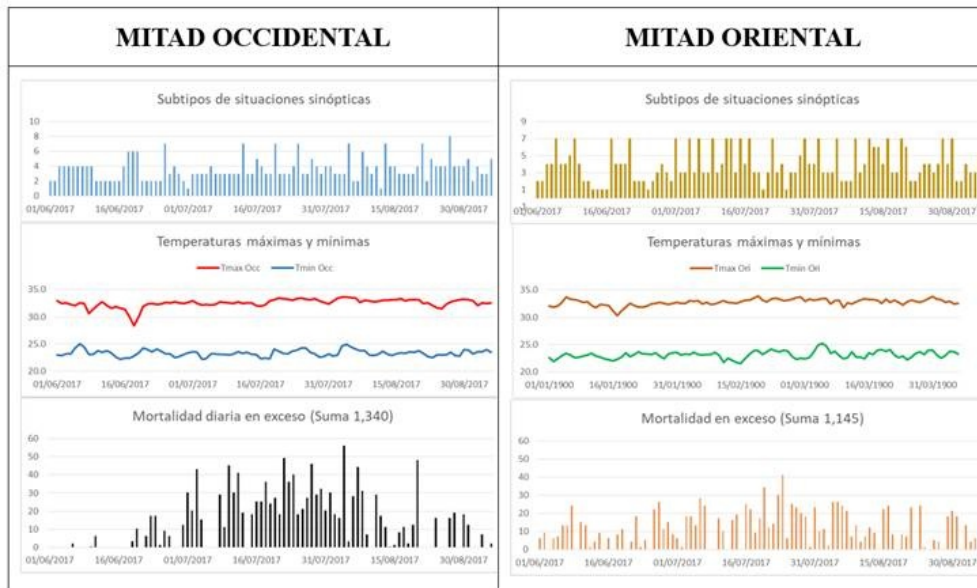 MITAD OCCIDENTAL
MITAD ORIENTAL
Subtipos de situaciones sinópticas
10
8
6
4
2
0
01/06/2017 16/06/2017 01/07/2017 16/07/2017 31/07/2017 15/08/2017 30/08/2017
Temperaturas máximas y mínimas
Tmax Occ Tmin Occ
35.0
30.0
25.0
20.0
01/06/2017 16/06/2017 01/07/2017 16/07/2017 31/07/2017 15/08/2017 30/08/2017
Mortalidad diaria en exceso (Suma 1,340)
60
50
40
30
20
10
0
01/06/2017 16/06/2017 01/07/2017 16/07/2017 31/07/2017 15/08/2017 30/08/2017
Subtipos de situaciones sinópticas
9
7
5
3
1
01/06/2017 16/06/2017 01/07/2017 16/07/2017 31/07/2017 15/08/2017 30/08/2017
Temperaturas máximas y mínimas
Tmax Ori Tmin Ori
35.0
30.0
25.0
20.0
01/01/1900 16/01/1900 31/01/1900 15/02/1900 01/03/1900 16/03/1900 31/03/1900
Mortalidad en exceso (Suma 1,145)
60
50
40
30
20
10
0
01/06/2017 16/06/2017 01/07/2017 16/07/2017 31/07/2017 15/08/2017 30/08/2017